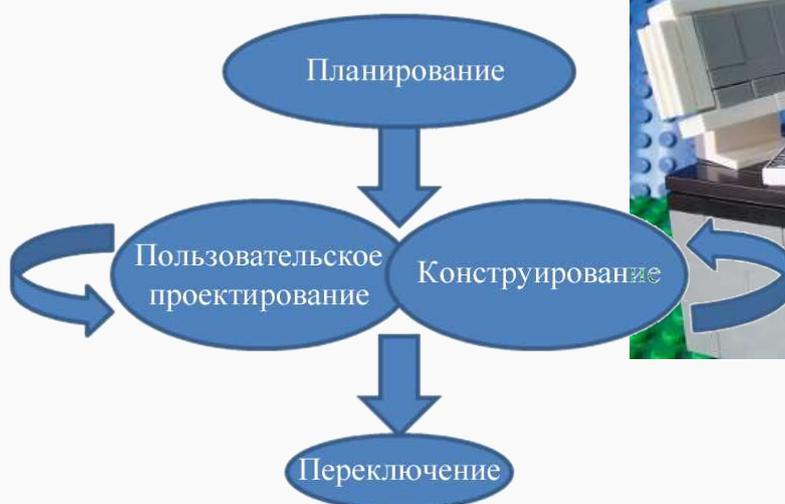 Планирование
Пользовательское
проектирование
Конструирование
Переключение